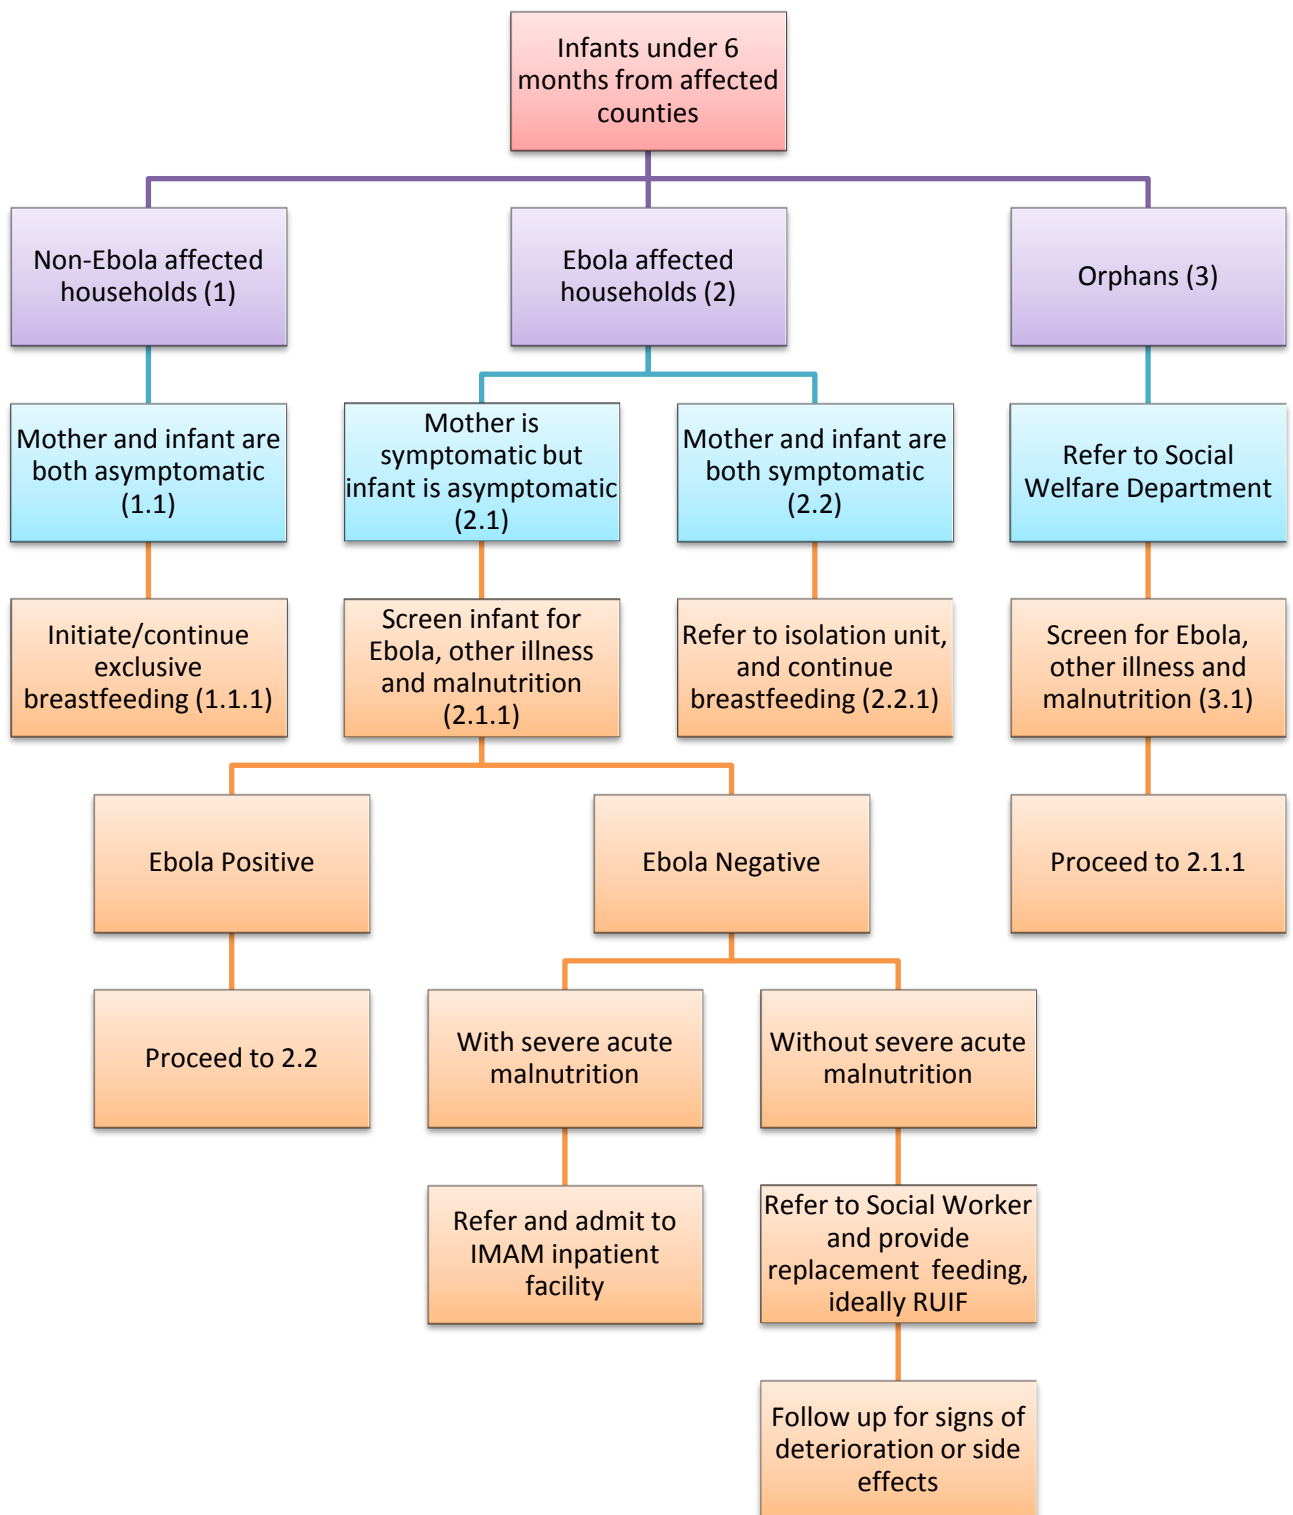 Infants under 6
months from affected
counties
Non-Ebola affected
households (1)
Ebola affected
households (2)
Orphans (3)
Mother and infant are
both asymptomatic
(1.1)
Mother is
symptomatic but
infant is asymptomatic
(2.1)
Mother and infant are
both symptomatic
(2.2)
Refer to Social
Welfare Department
Initiate/continue
exclusive
breastfeeding (1.1.1)
Screen infant for
Ebola, other illness
and malnutrition
(2.1.1)
Refer to isolation unit,
and continue
breastfeeding (2.2.1)
Screen for Ebola,
other illness and
malnutrition (3.1)
Ebola Positive
Ebola Negative
Proceed to 2.1.1
Proceed to 2.2
With severe acute
malnutrition
Without severe acute
malnutrition
Refer and admit to
IMAM inpatient
facility
Refer to Social Worker
and provide
replacement  feeding,
ideally RUIF
Follow up for signs of
deterioration or side
effects